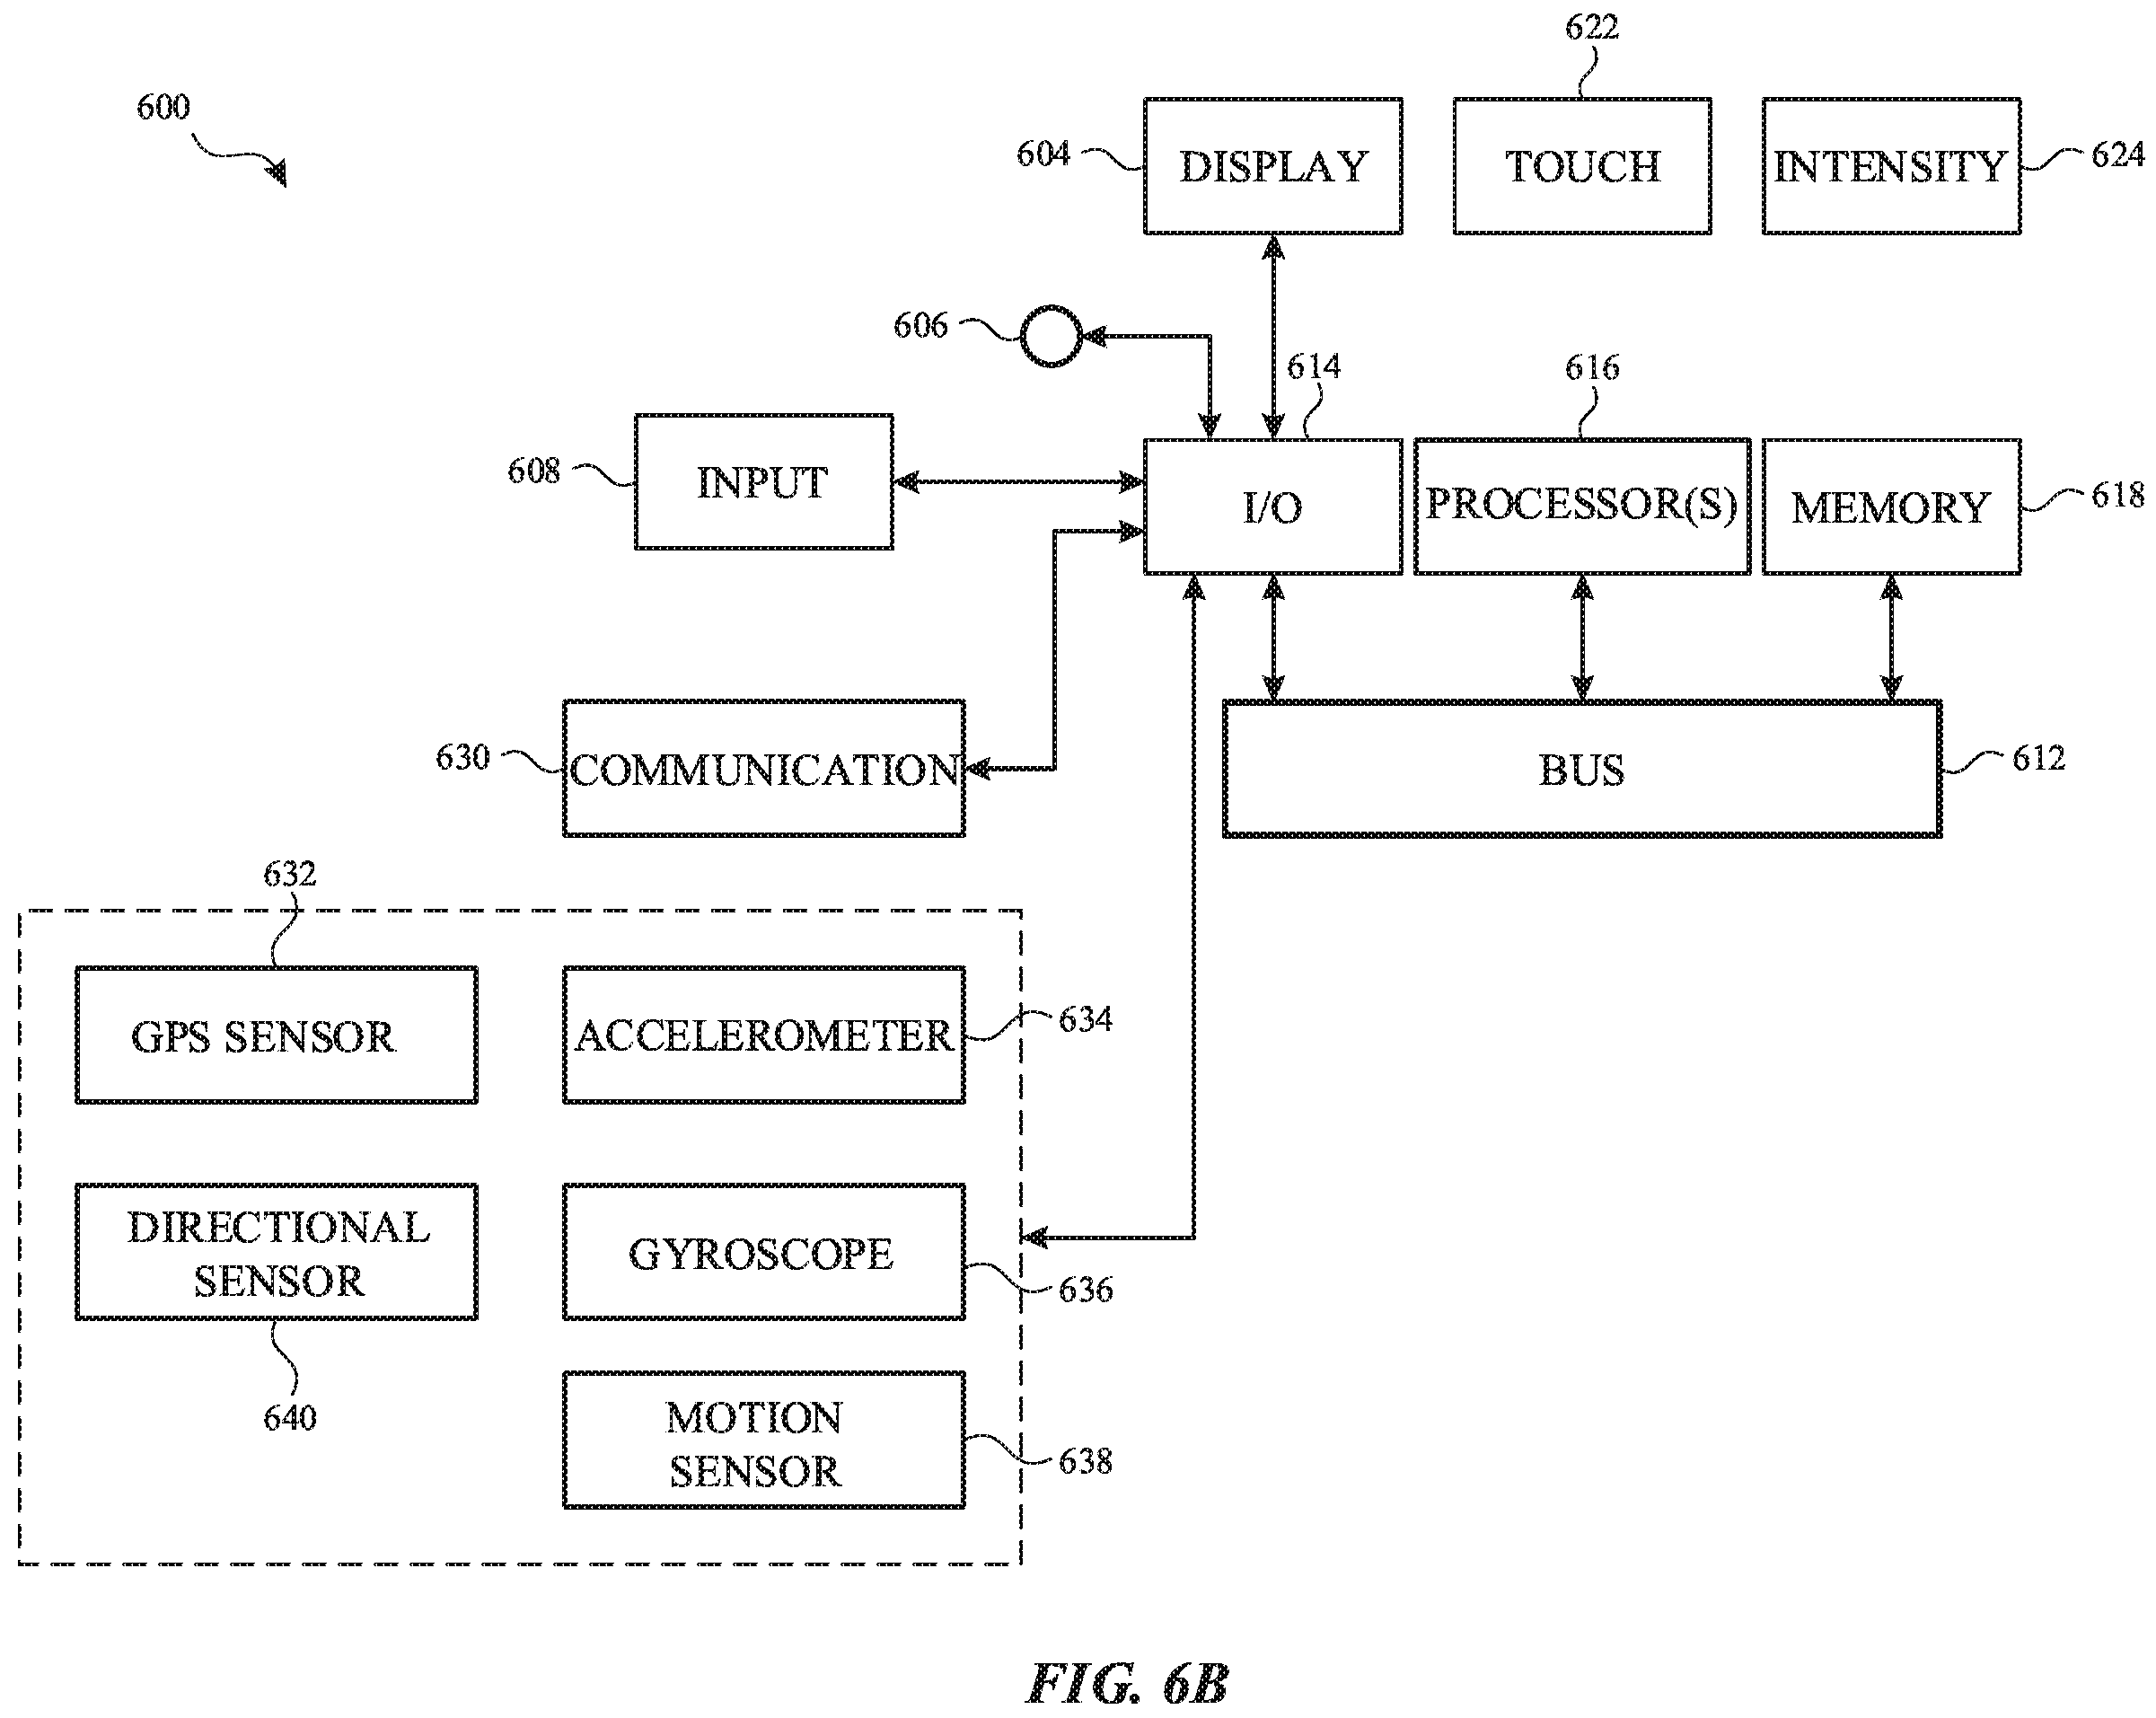 622
600
604
DISPLAY
TOUCH
INTENSITY
624
606
614
616
608
INPUT
I/O
PROCESSOR(S)
MEMORY
618
630
COMMUNICATION
BUS
612
632
GPS SENSOR
ACCELEROMETER
634
DIRECTIONAL
SENSOR
GYROSCOPE
636
640
MOTION
SENSOR
638
FIG. 6B